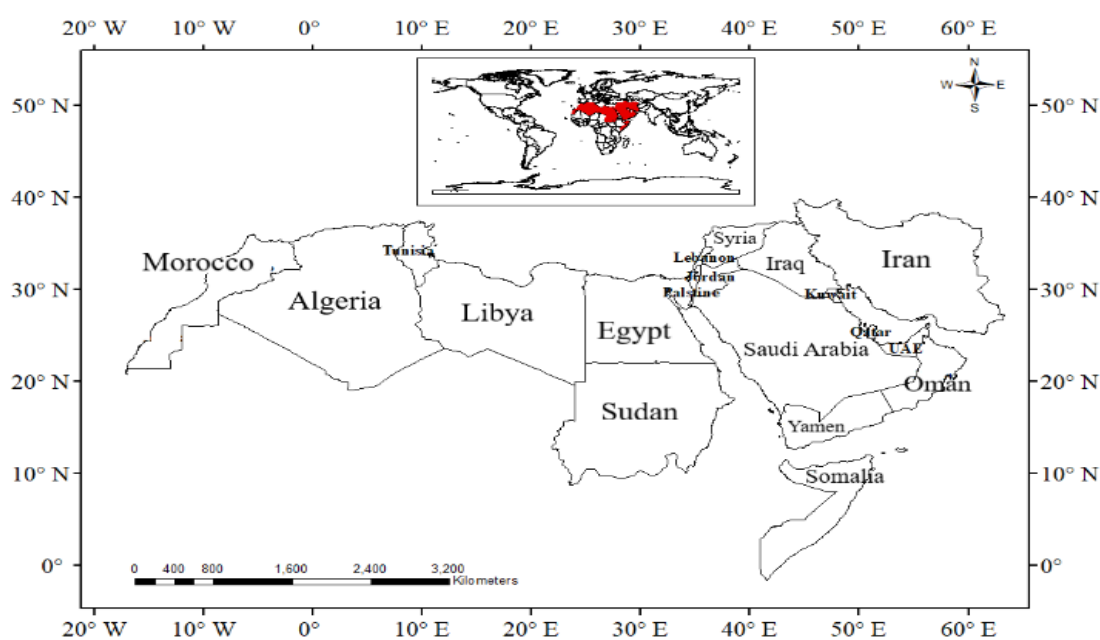 20° W 10° W 0° 10° E 20° E 30° E 40° E 50° E 60° E
N
W E
S
50° N 50° N
40° N 40° N
Syria
Tunisia
Lebanon
Morocco
Iraq
Iran
Jordan
30° N 30° N
Palstine
Kuwait
Algeria
Libya
Egypt
Qatar
Saudi Arabia
UAE
20° N 20° N
Oman
Sudan
Yamen
10° N 10° N
Somalia
0° 0°
0 400 800 1,600 2,400 3,200
Kilometers
20° W 10° W 0° 10° E 20° E 30° E 40° E 50° E 60° E